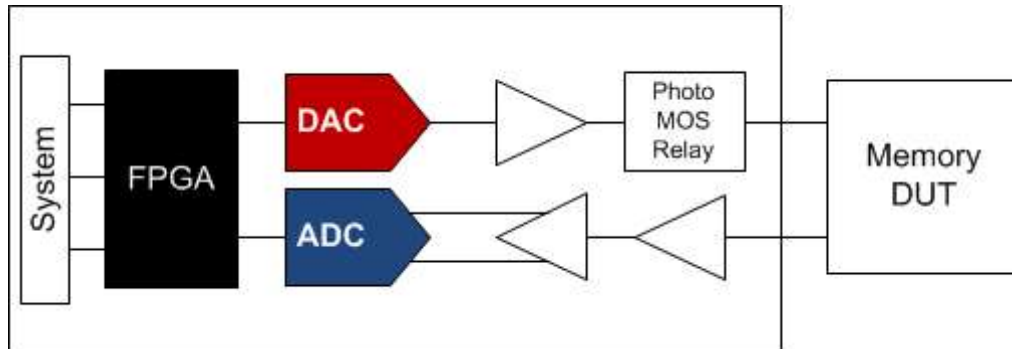 System
FPGA
DAC
ADC
Photo
MOS
Relay
Memory
DUT